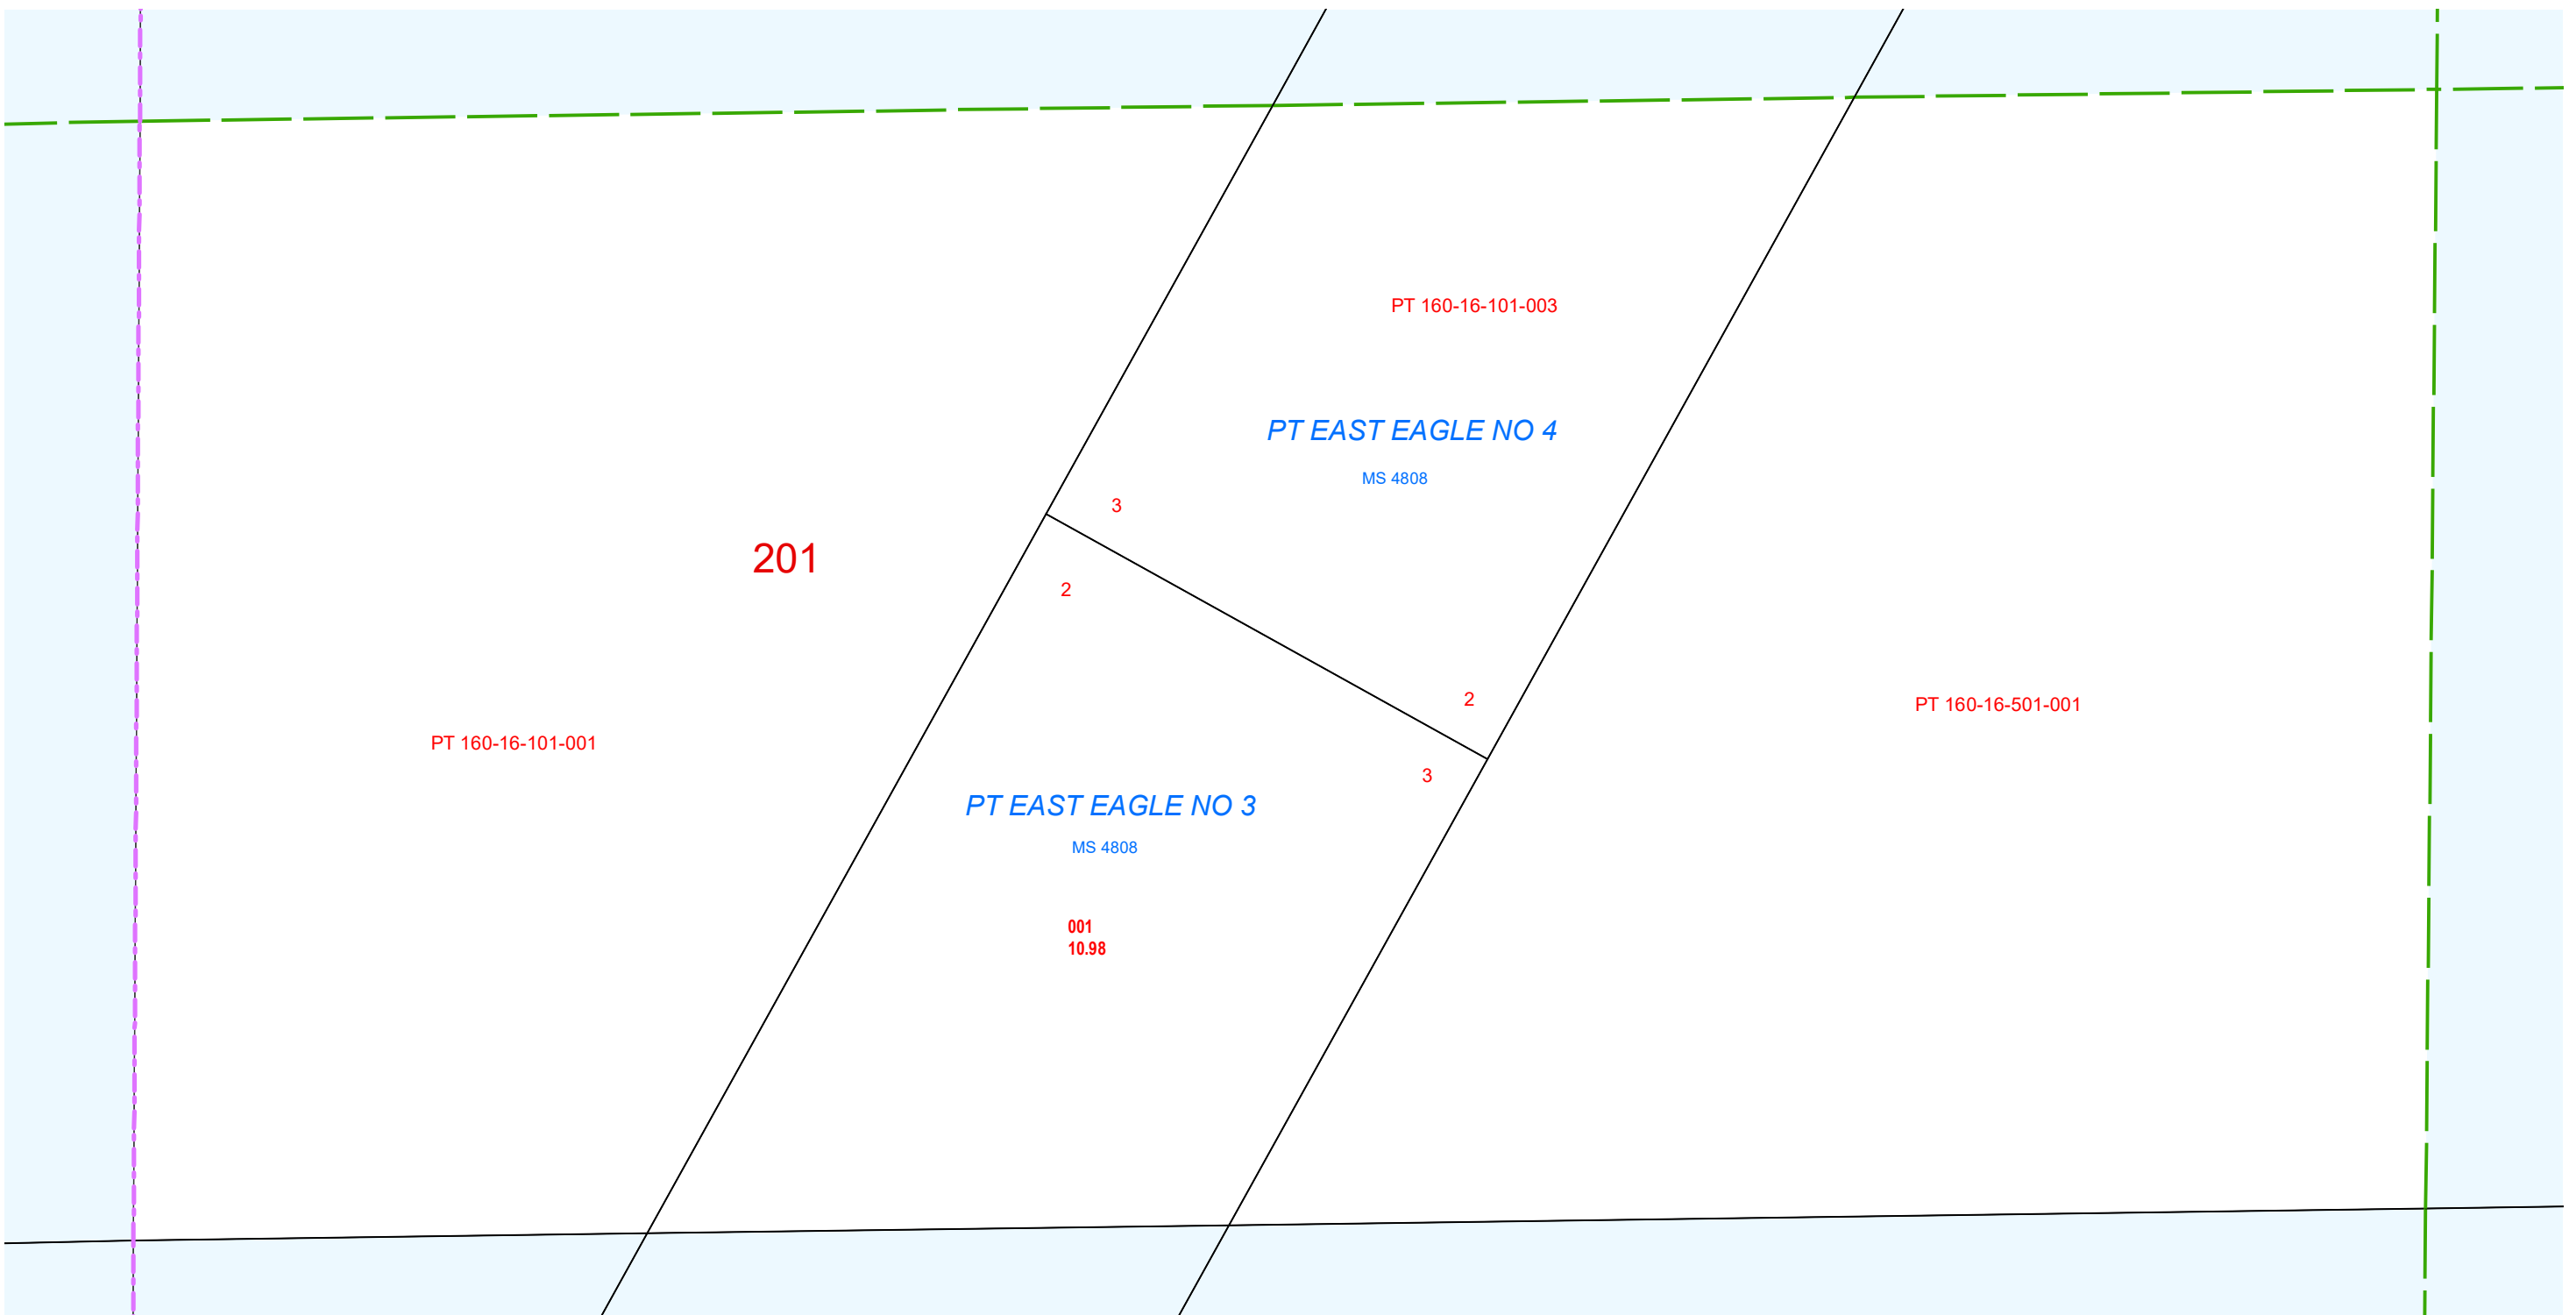 PT 160-16-101-003
PT EAST EAGLE NO 4
MS 4808
3
201
2
2
PT 160-16-501-001
PT 160-16-101-001
3
PT EAST EAGLE NO 3
MS 4808
001
10.98